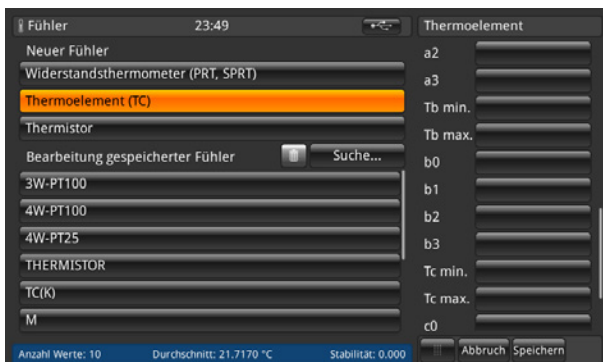 Fühler 23:49
Neuer Fühler
Widerstandsthermometer (PRT, SPRT)
Thermoelement (TC)
Thermistor
Bearbeitung gespeicherter Fühler Suche...
3W-PT100
4W-PT100
4W-PT25
THERMISTOR
TC(K)
M
Anzahl Werte: 10 Durchschnitt: 21.7170 °C Stabilität: 0.000
Thermoelement
a2
a3
Tb min.
Tb max.
b0
b1
b2
b3
Tc min.
Tc max.
c0
Abbruch Speichern